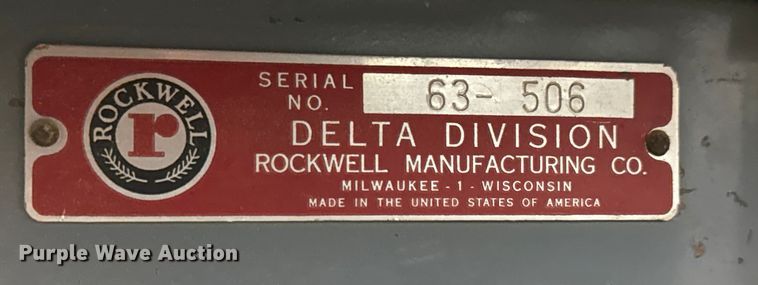 ROCKWELL
r
SERIAL
NO.
63- 506
DELTA DIVISION
ROCKWELL MANUFACTURING CO.
MILWAUKEE - 1 - WISCONSIN
MADE IN THE UNITED STATES OF AMERICA
Purple Wave Auction